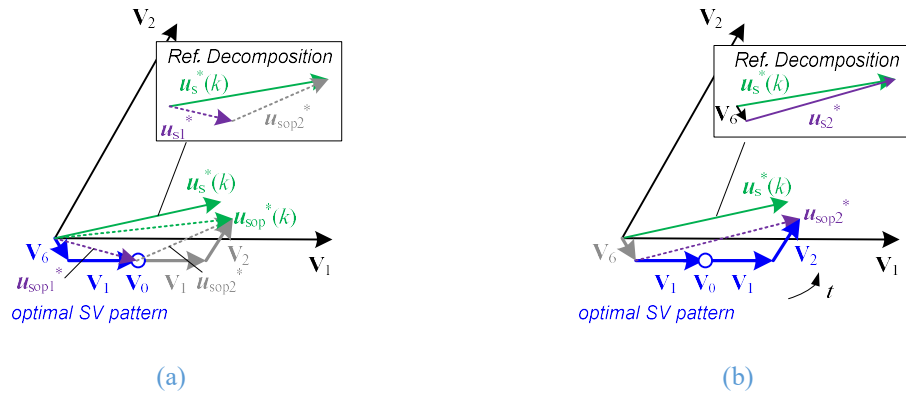 V2
Ref. Decomposition
us*(k)
us1*
usop2*
us*(k)
usop*(k)
V6
V1
V0
V1
V2
V1
usop1*
usop2*
optimal SV pattern
(a)
V2
Ref. Decomposition
us*(k)
V6
us2*
us*(k)
usop2*
V6
V1
V0
V1
V2
V1
t
optimal SV pattern
(b)